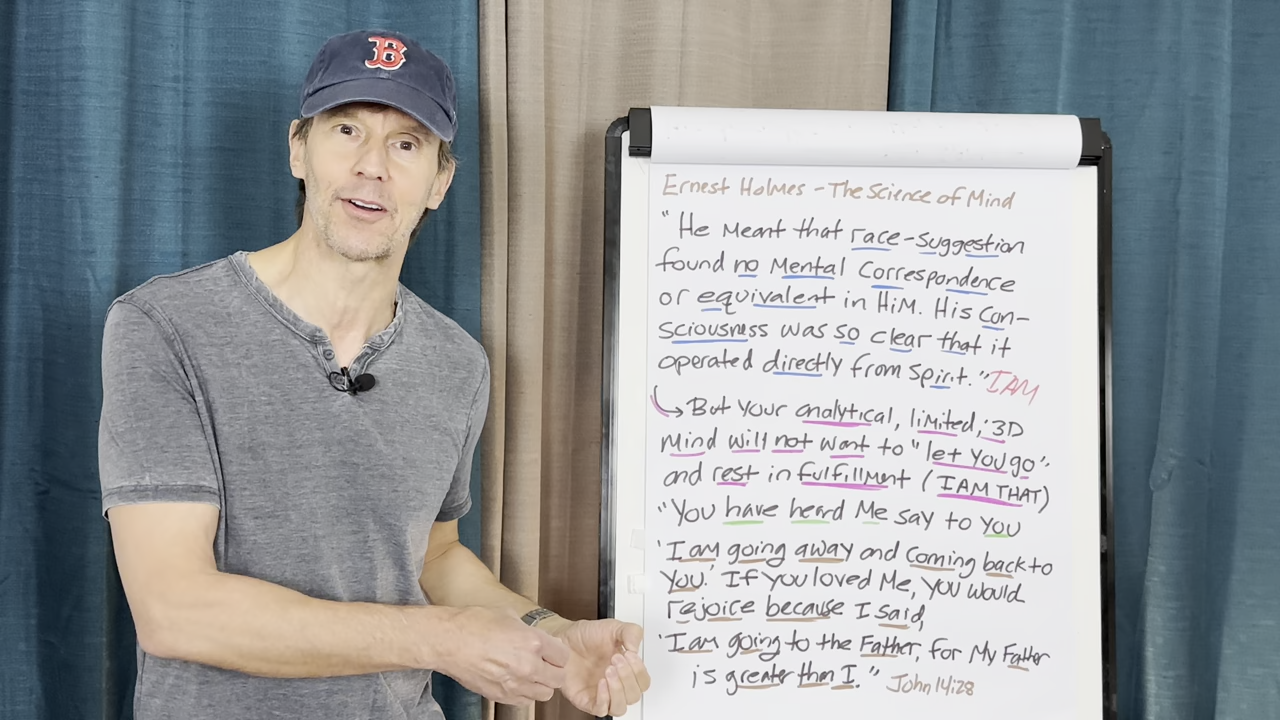 B
Ernest Holmes - The Science of Mind
"He Meant that race-suggestion
found no Mental Correspondence
or equivalent in HiM. His Con-
sciousness was so clear that it
operated directly from spirit." I AM
But your analytical, limited, '3D
Mind will not want to "let you go"
and rest in fulfillment (I AM THAT)
"You have heard Me say to you
'I am going away and coming back to
you.' If you loved Me, you would
rejoice because I said,
'I am going to the Father, for My Father
is greater than I." John 14:28